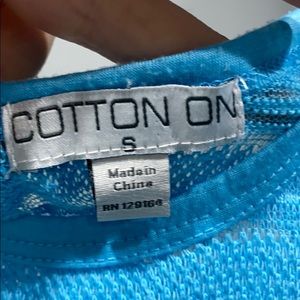 COTTON ON
S
Made in
China
RN 129164